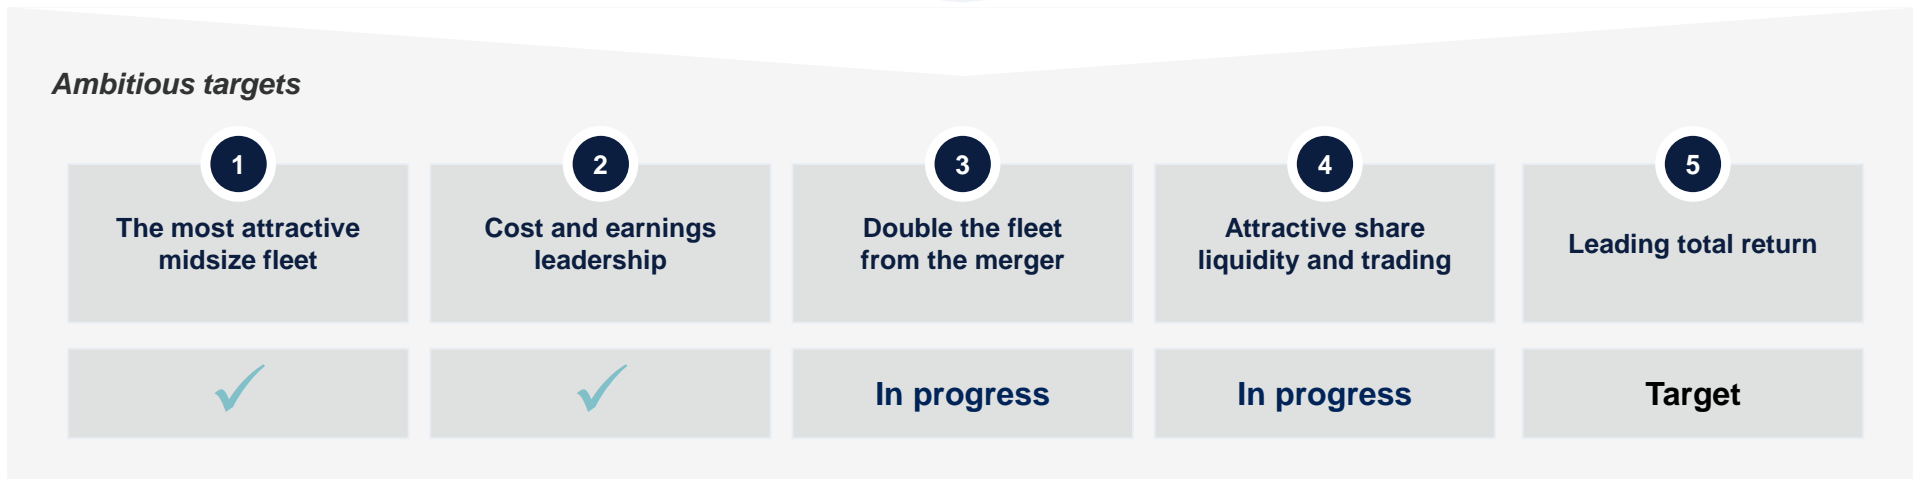 Ambitious targets
1
The most attractive
midsize fleet
2
Cost and earnings
leadership
3
Double the fleet
from the merger
4
Attractive share
liquidity and trading
5
Leading total return
✓
✓
In progress
In progress
Target